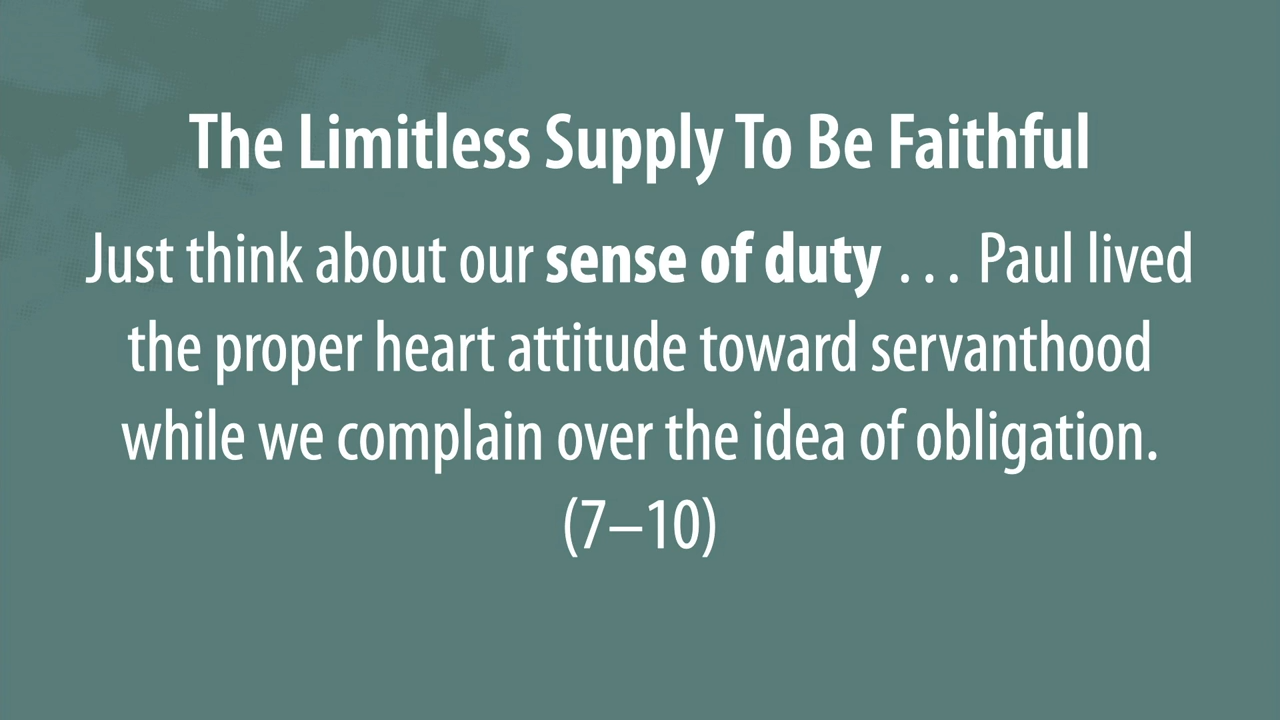 The Limitless Supply To Be Faithful
Just think about our sense of duty . . . Paul lived
the proper heart attitude toward servanthood
while we complain over the idea of obligation.
(7–10)